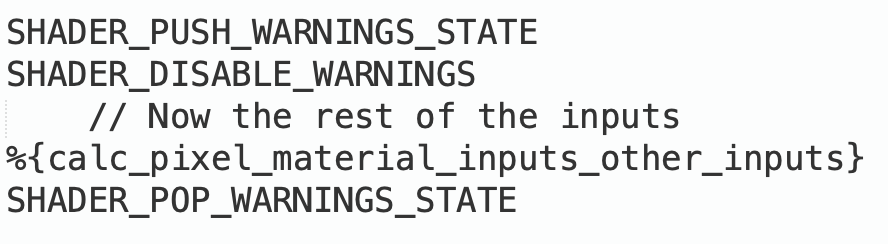 SHADER_PUSH_WARNINGS_STATE
SHADER_DISABLE_WARNINGS
    // Now the rest of the inputs
%{calc_pixel_material_inputs_other_inputs}
SHADER_POP_WARNINGS_STATE